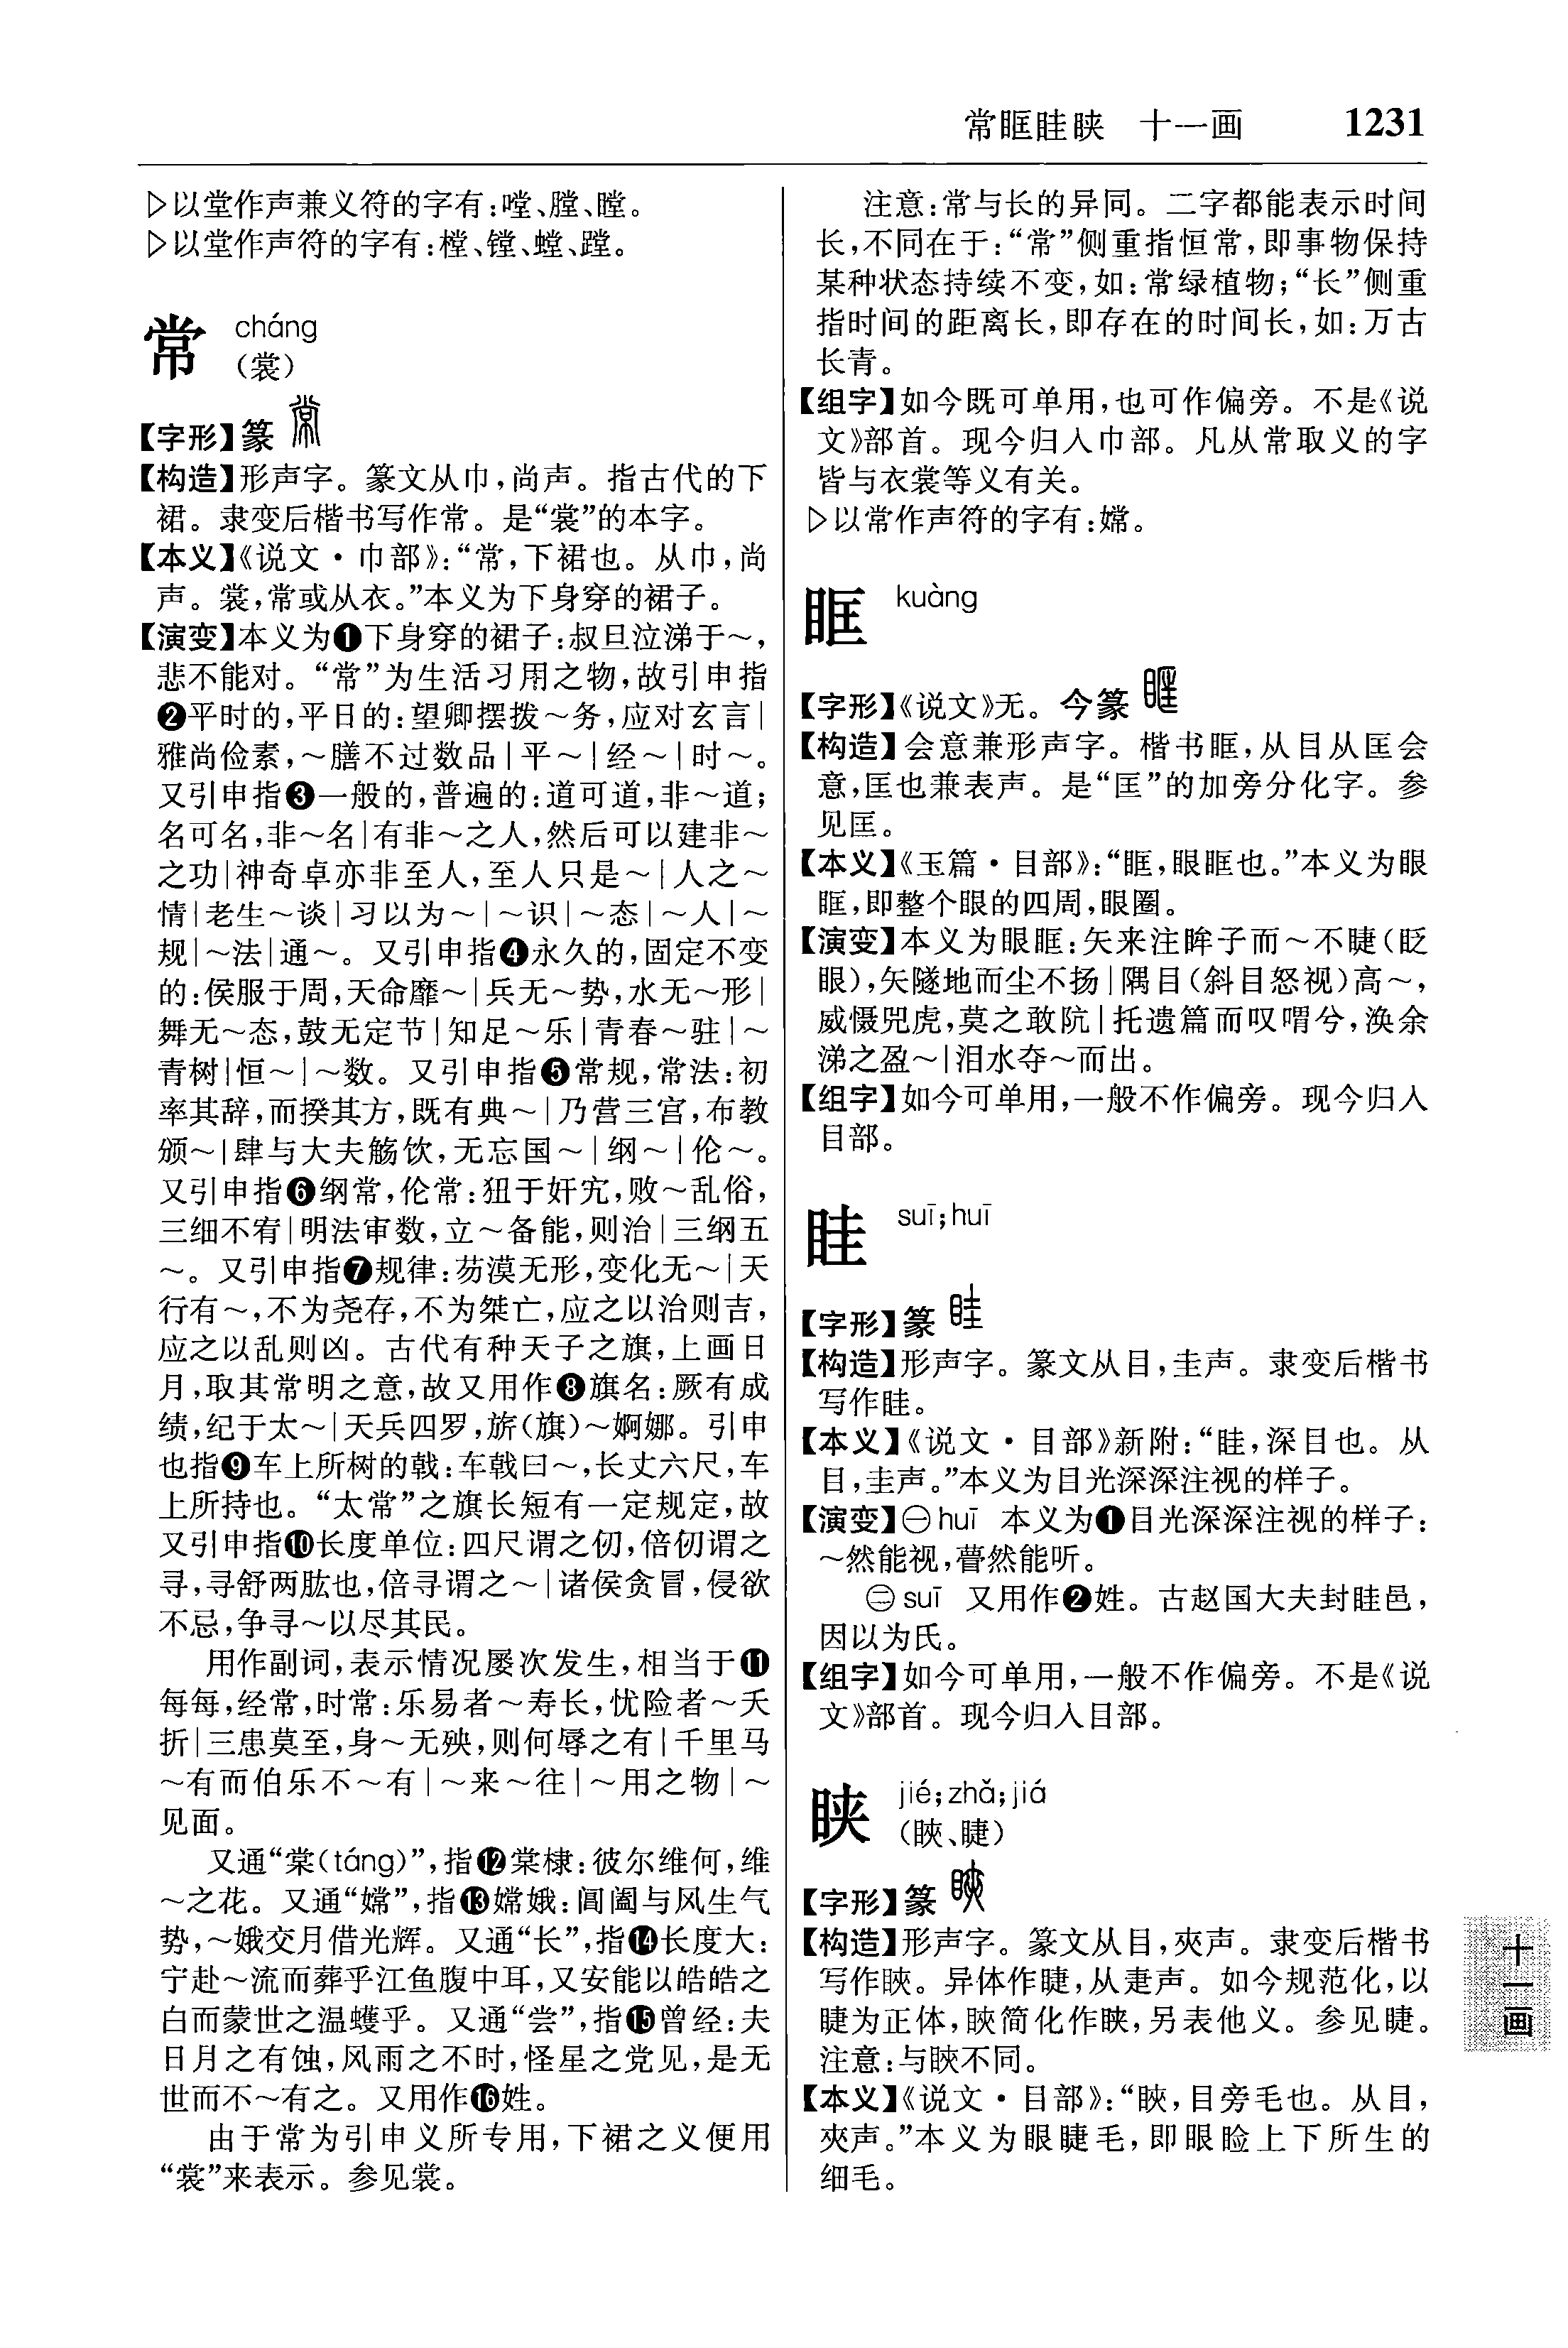 常眶眭䀹 十一画 1231
▷以堂作声兼义符的字有:嘡、膛、瞠。
▷以堂作声符的字有:樘、镗、螳、蹚。
常 cháng
(裳)
【字形】篆
【构造】形声字。篆文从巾,尚声。指古代的下
裙。隶变后楷书写作常。是“裳”的本字。
【本义】《说文·巾部》:“常,下裙也。从巾,尚
声。裳,常或从衣。”本义为下身穿的裙子。
【演变】本义为❶下身穿的裙子:叔旦泣涕于～,
悲不能对。“常”为生活习用之物,故引申指
❷平时的,平日的:望卿摆拨～务,应对玄言|
雅尚俭素,～膳不过数品|平～|经～|时～。
又引申指❸一般的,普遍的:道可道,非～道;
名可名,非～名|有非～之人,然后可以建非～
之功|神奇卓亦非至人,至人只是～|人之～
情|老生～谈|习以为～|～识|～态|～人|～
规|～法|通～。又引申指❹永久的,固定不变
的:侯服于周,天命靡～|兵无～势,水无～形|
舞无～态,鼓无定节|知足～乐|青春～驻|～
青树|恒～|～数。又引申指❺常规,常法:初
率其辞,而揆其方,既有典～|乃营三宫,布教
颁～|肆与大夫觞饮,无忘国～|纲～|伦～。
又引申指❻纲常,伦常:狃于奸宄,败～乱俗,
三细不宥|明法审数,立～备能,则治|三纲五
～。又引申指❼规律:芴漠无形,变化无～|天
行有～,不为尧存,不为桀亡,应之以治则吉,
应之以乱则凶。古代有种天子之旗,上画日
月,取其常明之意,故又用作❽旗名:厥有成
绩,纪于太～|天兵四罗,旂(旗)～婀娜。引申
也指❾车上所树的戟:车戟曰～,长丈六尺,车
上所持也。“太常”之旗长短有一定规定,故
又引申指❿长度单位:四尺谓之仞,倍仞谓之
寻,寻舒两肱也,倍寻谓之～|诸侯贪冒,侵欲
不忌,争寻～以尽其民。
用作副词,表示情况屡次发生,相当于⓫
每每,经常,时常:乐易者～寿长,忧险者～夭
折|三患莫至,身～无殃,则何辱之有|千里马
～有而伯乐不～有|～来～往|～用之物|～
见面。
又通“棠(táng)”,指⓬棠棣:彼尔维何,维
～之花。又通“嫦”,指⓭嫦娥:阊阖与风生气
势,～娥交月借光辉。又通“长”,指⓮长度大:
宁赴～流而葬乎江鱼腹中耳,又安能以皓皓之
白而蒙世之温蠖乎。又通“尝”,指⓯曾经:夫
日月之有蚀,风雨之不时,怪星之党见,是无
世而不～有之。又用作⓰姓。
由于常为引申义所专用,下裙之义便用
“裳”来表示。参见裳。
注意:常与长的异同。二字都能表示时间
长,不同在于:“常”侧重指恒常,即事物保持
某种状态持续不变,如:常绿植物;“长”侧重
指时间的距离长,即存在的时间长,如:万古
长青。
【组字】如今既可单用,也可作偏旁。不是《说
文》部首。现今归入巾部。凡从常取义的字
皆与衣裳等义有关。
▷以常作声符的字有:嫦。
眶 kuàng
【字形】《说文》无。今篆
【构造】会意兼形声字。楷书眶,从目从匡会
意,匡也兼表声。是“匡”的加旁分化字。参
见匡。
【本义】《玉篇·目部》:“眶,眼眶也。”本义为眼
眶,即整个眼的四周,眼圈。
【演变】本义为眼眶:矢来注眸子而～不睫(眨
眼),矢隧地而尘不扬|隅目(斜目怒视)高～,
威慑兕虎,莫之敢伉|托遗篇而叹喟兮,涣余
涕之盈～|泪水夺～而出。
【组字】如今可单用,一般不作偏旁。现今归入
目部。
眭 suī;huī
【字形】篆
【构造】形声字。篆文从目,圭声。隶变后楷书
写作眭。
【本义】《说文·目部》新附:“眭,深目也。从
目,圭声。”本义为目光深深注视的样子。
【演变】㊀huī 本义为❶目光深深注视的样子:
～然能视,瞢然能听。
㊁suī 又用作❷姓。古赵国大夫封眭邑,
因以为氏。
【组字】如今可单用,一般不作偏旁。不是《说
文》部首。现今归入目部。
䀹 jié;zhǎ;jiá
(䀹、睫)
【字形】篆
【构造】形声字。篆文从目,夾声。隶变后楷书
写作䀹。异体作睫,从疌声。如今规范化,以
睫为正体,䀹简化作䀹,另表他义。参见睫。
注意:与䀹不同。
【本义】《说文·目部》:“䀹,目旁毛也。从目,
夾声。”本义为眼睫毛,即眼睑上下所生的
细毛。
十一画